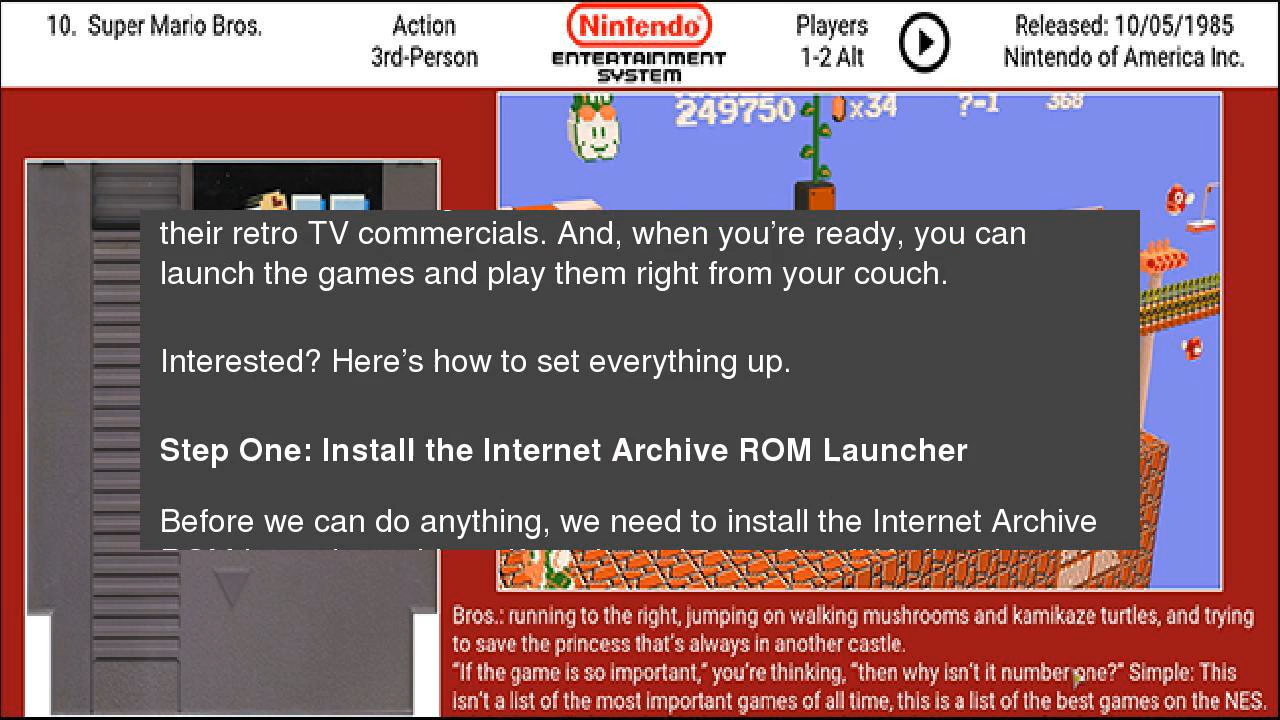 10. Super Mario Bros.
Action
3rd-Person
Nintendo
ENTERTAINMENT
SYSTEM
Players
1-2 Alt
Released: 10/05/1985
Nintendo of America Inc.
249750
x34
?-1
368
their retro TV commercials. And, when you’re ready, you can
launch the games and play them right from your couch.
Interested? Here’s how to set everything up.
Step One: Install the Internet Archive ROM Launcher
Before we can do anything, we need to install the Internet Archive
Bros.: running to the right, jumping on walking mushrooms and kamikaze turtles, and trying
to save the princess that’s always in another castle.
“If the game is so important,” you’re thinking, “then why isn’t it number one?” Simple: This
isn’t a list of the most important games of all time, this is a list of the best games on the NES.